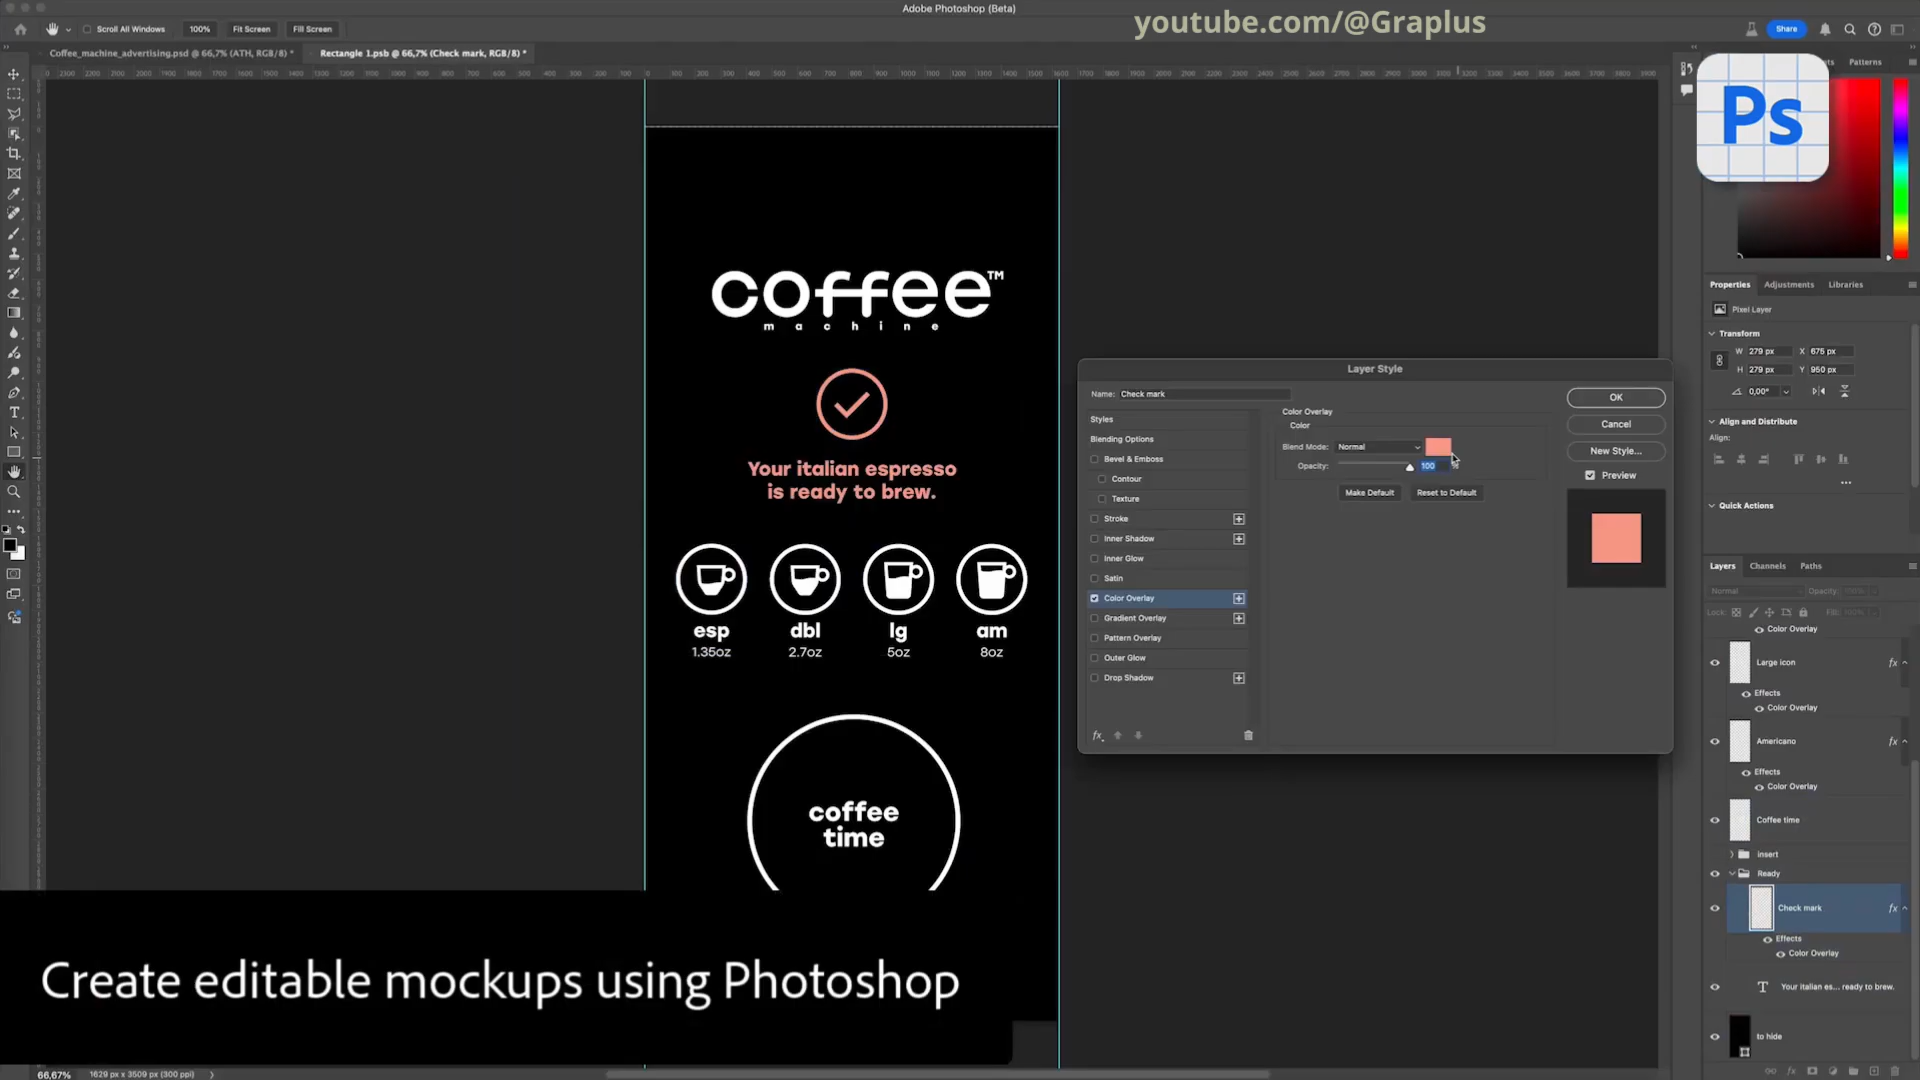 Adobe Photoshop (Beta)
youtube.com/@Graplus
Scroll All Windows
100%
Fit Screen
Fill Screen
Share
Coffee_machine_advertising.psd @ 66,7% (ATH, RGB/8) *
Rectangle 1.psb @ 66,7% (Check mark, RGB/8) *
Patterns
Ps
coffee™
machine
Your italian espresso
is ready to brew.
esp
dbl
lg
am
1.35oz
2.7oz
5oz
8oz
coffee
time
Create editable mockups using Photoshop
Layer Style
Name: Check mark
Styles
Blending Options
Bevel & Emboss
Contour
Texture
Stroke
Inner Shadow
Inner Glow
Satin
Color Overlay
Gradient Overlay
Pattern Overlay
Outer Glow
Drop Shadow
fx
Color Overlay
Color
Blend Mode: Normal
Opacity: 100 %
Make Default
Reset to Default
OK
Cancel
New Style...
Preview
Properties
Adjustments
Libraries
Pixel Layer
Transform
W 279 px
X 675 px
H 279 px
Y 950 px
0,00°
Align and Distribute
Align:
Quick Actions
Layers
Channels
Paths
Normal
Opacity: 100%
Lock:
Fill: 100%
Color Overlay
Large icon
fx
Effects
Color Overlay
Americano
fx
Effects
Color Overlay
Coffee time
insert
Ready
Check mark
fx
Effects
Color Overlay
T
Your italian es... ready to brew.
to hide
66,67%
1629 px x 3509 px (300 ppi)